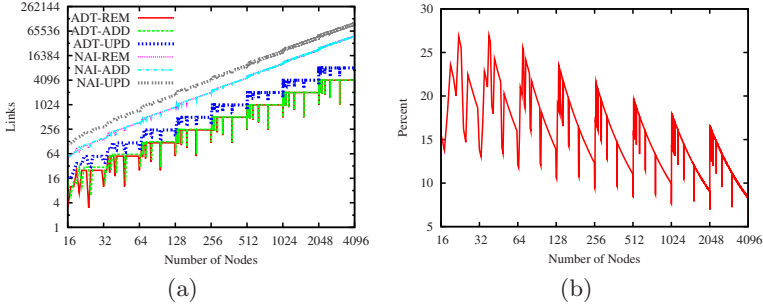 262144
65536
16384
4096
1024
256
64
16
4
1
Links
ADT-REM
ADT-ADD
ADT-UPD
NAI-REM
NAI-ADD
NAI-UPD
16 32 64 128 256 512 1024 2048 4096
Number of Nodes
(a)
30
25
20
15
10
5
Percent
16 32 64 128 256 512 1024 2048 4096
Number of Nodes
(b)